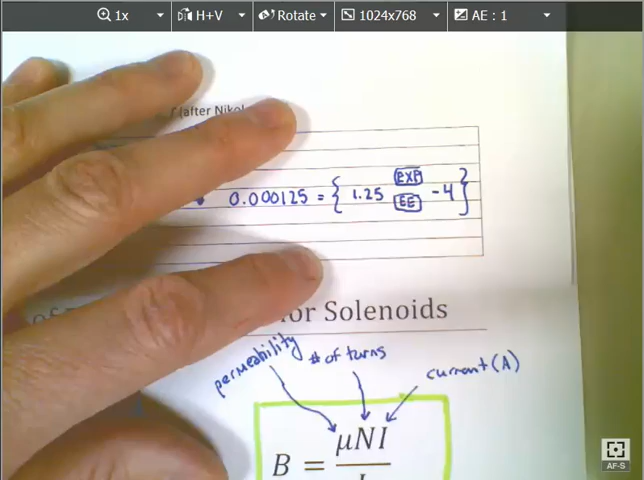 1x H+V Rotate 1024x768 AE : 1
(after Nikol
0.000125 = { 1.25 EXP EE -4 }
or Solenoids
permeability # of turns current (A)
B = μNI
AF-S